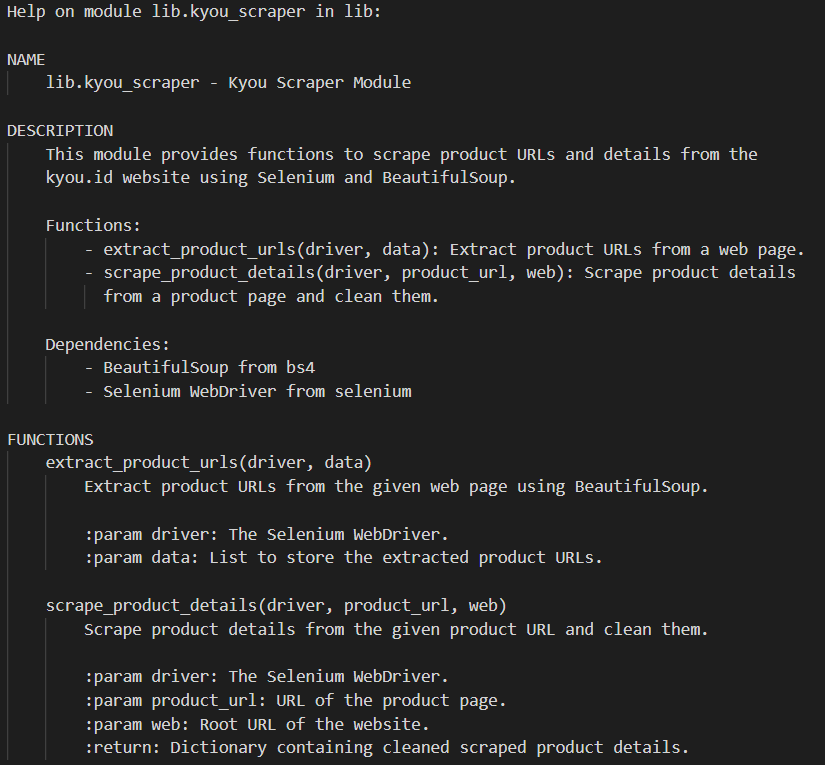 Help on module lib.kyou_scraper in lib:
NAME
lib.kyou_scraper - Kyou Scraper Module
DESCRIPTION
This module provides functions to scrape product URLs and details from the
kyou.id website using Selenium and BeautifulSoup.
Functions:
- extract_product_urls(driver, data): Extract product URLs from a web page.
- scrape_product_details(driver, product_url, web): Scrape product details
from a product page and clean them.
Dependencies:
- BeautifulSoup from bs4
- Selenium WebDriver from selenium
FUNCTIONS
extract_product_urls(driver, data)
Extract product URLs from the given web page using BeautifulSoup.
:param driver: The Selenium WebDriver.
:param data: List to store the extracted product URLs.
scrape_product_details(driver, product_url, web)
Scrape product details from the given product URL and clean them.
:param driver: The Selenium WebDriver.
:param product_url: URL of the product page.
:param web: Root URL of the website.
:return: Dictionary containing cleaned scraped product details.